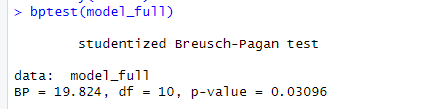 > bptest(model_full)
studentized Breusch-Pagan test
data:  model_full
BP = 19.824, df = 10, p-value = 0.03096